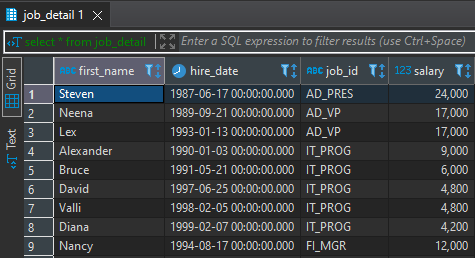 job_detail 1
select * from job_detail Enter a SQL expression to filter results (use Ctrl+Space)
Grid
Text
ABC first_name hire_date ABC job_id 123 salary
1 Steven 1987-06-17 00:00:00.000 AD_PRES 24,000
2 Neena 1989-09-21 00:00:00.000 AD_VP 17,000
3 Lex 1993-01-13 00:00:00.000 AD_VP 17,000
4 Alexander 1990-01-03 00:00:00.000 IT_PROG 9,000
5 Bruce 1991-05-21 00:00:00.000 IT_PROG 6,000
6 David 1997-06-25 00:00:00.000 IT_PROG 4,800
7 Valli 1998-02-05 00:00:00.000 IT_PROG 4,800
8 Diana 1999-02-07 00:00:00.000 IT_PROG 4,200
9 Nancy 1994-08-17 00:00:00.000 FI_MGR 12,000